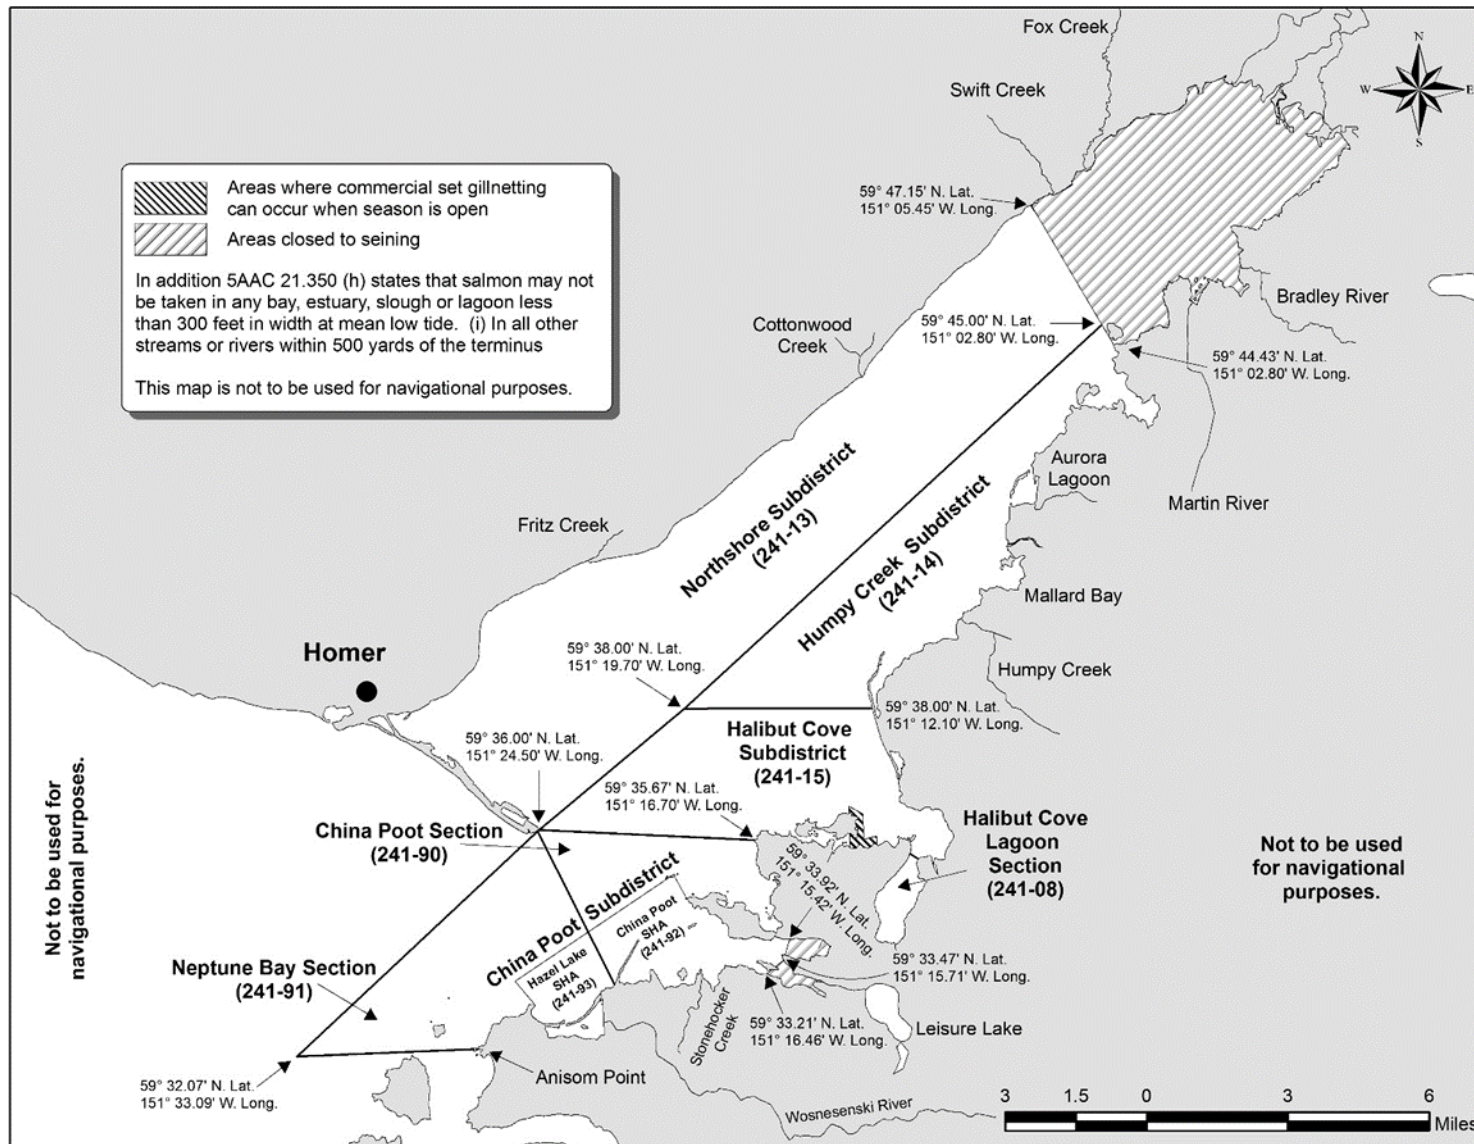 Fox Creek
N
W
E
S
Swift Creek
Areas where commercial set gillnetting
can occur when season is open
Areas closed to seining
In addition 5AAC 21.350 (h) states that salmon may not
be taken in any bay, estuary, slough or lagoon less
than 300 feet in width at mean low tide. (i) In all other
streams or rivers within 500 yards of the terminus
This map is not to be used for navigational purposes.
59° 47.15' N. Lat.
151° 05.45' W. Long.
Bradley River
Cottonwood
Creek
59° 45.00' N. Lat.
151° 02.80' W. Long.
59° 44.43' N. Lat.
151° 02.80' W. Long.
Aurora
Lagoon
Martin River
Northshore Subdistrict
(241-13)
Humpy Creek Subdistrict
(241-14)
Fritz Creek
Mallard Bay
Homer
59° 38.00' N. Lat.
151° 19.70' W. Long.
Humpy Creek
59° 38.00' N. Lat.
151° 12.10' W. Long.
Halibut Cove
Subdistrict
(241-15)
59° 36.00' N. Lat.
151° 24.50' W. Long.
59° 35.67' N. Lat.
151° 16.70' W. Long.
Not to be used for
navigational purposes.
China Poot Section
(241-90)
Halibut Cove
Lagoon
Section
(241-08)
Not to be used
for navigational
purposes.
59° 33.92' N. Lat.
151° 15.42' W. Long.
China Poot Subdistrict
China Poot
SHA
(241-92)
Hazel Lake
SHA
(241-93)
Neptune Bay Section
(241-91)
59° 33.47' N. Lat.
151° 15.71' W. Long.
59° 33.21' N. Lat.
151° 16.46' W. Long.
Stonehocker
Creek
Leisure Lake
Anisom Point
59° 32.07' N. Lat.
151° 33.09' W. Long.
Wosnesenski River
3 1.5 0 3 6
Miles